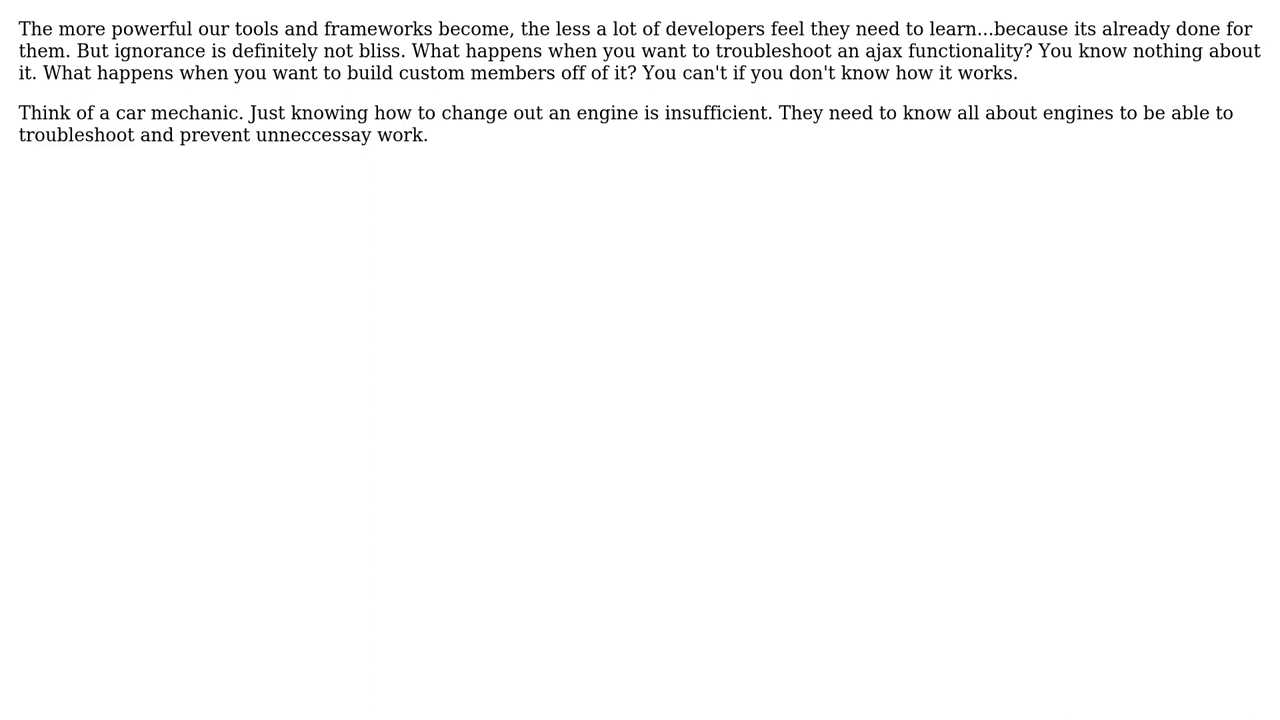 The more powerful our tools and frameworks become, the less a lot of developers feel they need to learn...because its already done for
them. But ignorance is definitely not bliss. What happens when you want to troubleshoot an ajax functionality? You know nothing about
it. What happens when you want to build custom members off of it? You can't if you don't know how it works.
Think of a car mechanic. Just knowing how to change out an engine is insufficient. They need to know all about engines to be able to
troubleshoot and prevent unneccessay work.